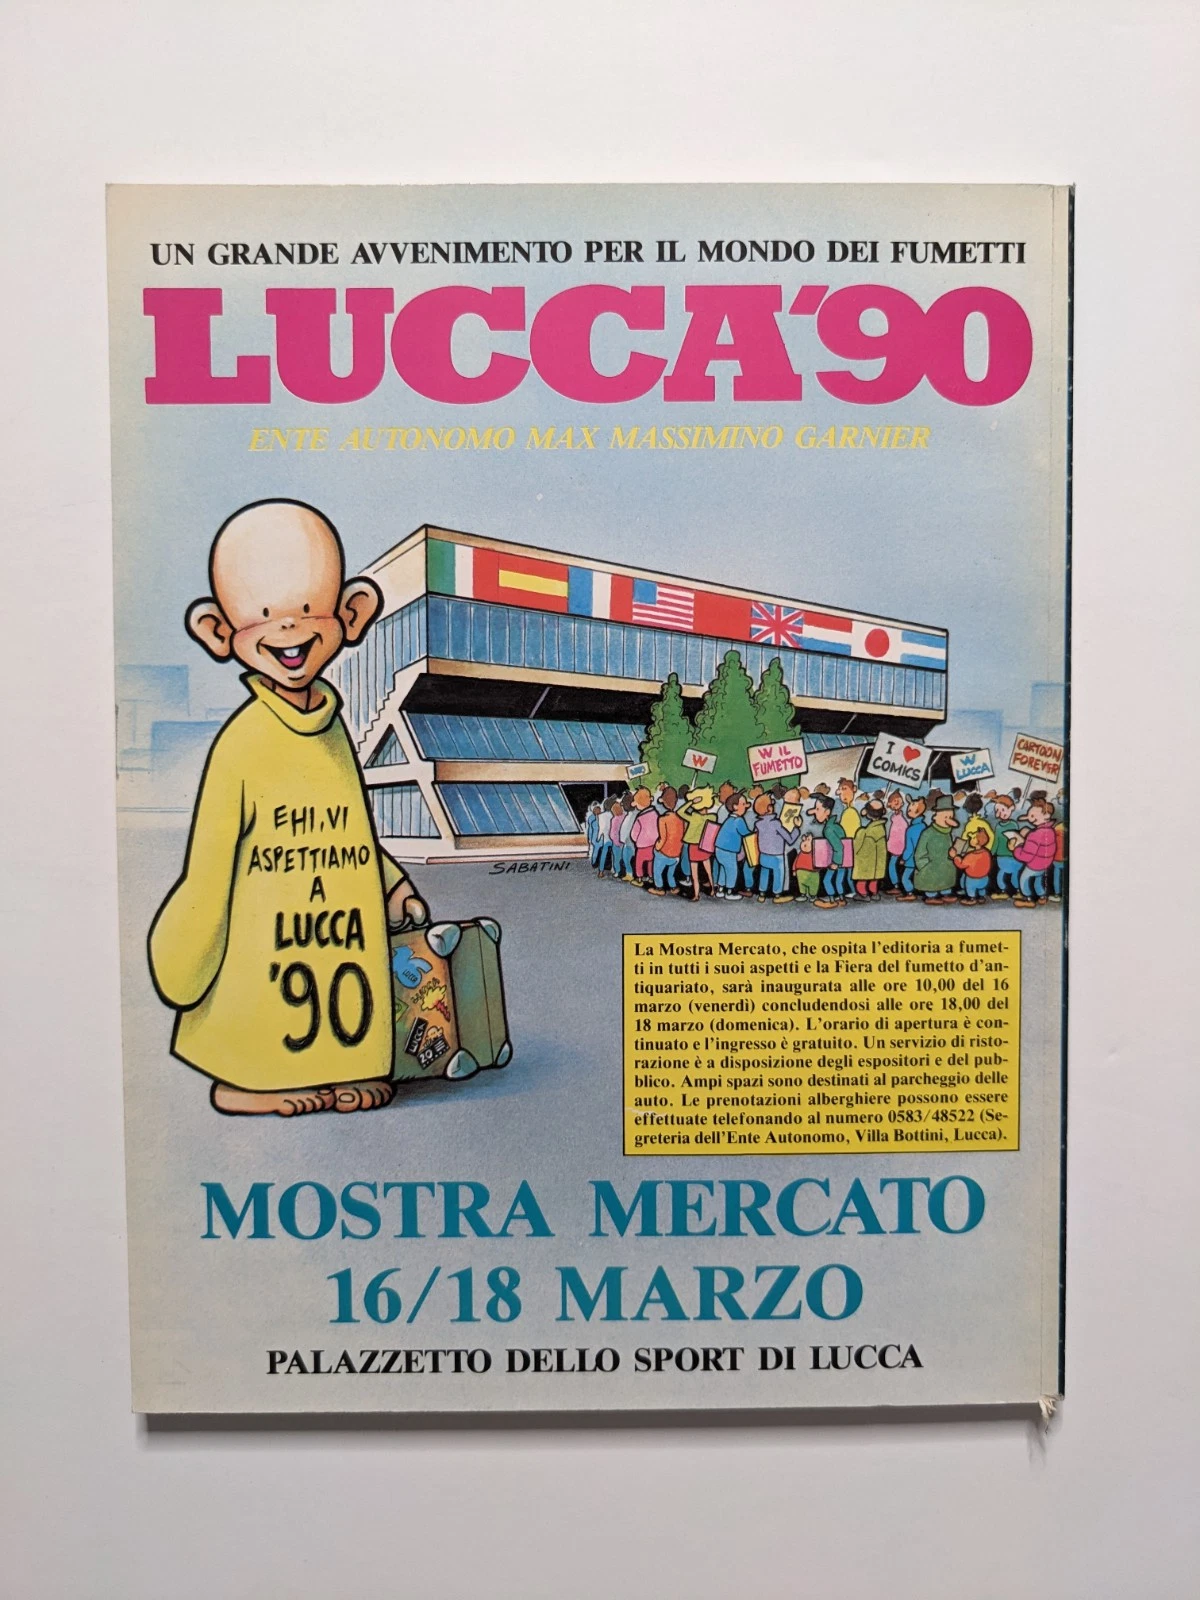 UN GRANDE AVVENIMENTO PER IL MONDO DEI FUMETTI
LUCCA '90
ENTE AUTONOMO MAX MASSIMINO GARNIER
W
W IL
FUMETTO
I ❤
COMICS
W
LUCCA
CARTOON
FOREVER
SABATINI
EHI, VI
ASPETTIAMO
A
LUCCA
'90
LUCCA
LUCCA
20
La Mostra Mercato, che ospita l'editoria a fumet-
ti in tutti i suoi aspetti e la Fiera del fumetto d'an-
tiquariato, sarà inaugurata alle ore 10,00 del 16
marzo (venerdì) concludendosi alle ore 18,00 del
18 marzo (domenica). L'orario di apertura è con-
tinuato e l'ingresso è gratuito. Un servizio di risto-
razione è a disposizione degli espositori e del pub-
blico. Ampi spazi sono destinati al parcheggio delle
auto. Le prenotazioni alberghiere possono essere
effettuate telefonando al numero 0583/48522 (Se-
greteria dell'Ente Autonomo, Villa Bottini, Lucca).
MOSTRA MERCATO
16/18 MARZO
PALAZZETTO DELLO SPORT DI LUCCA